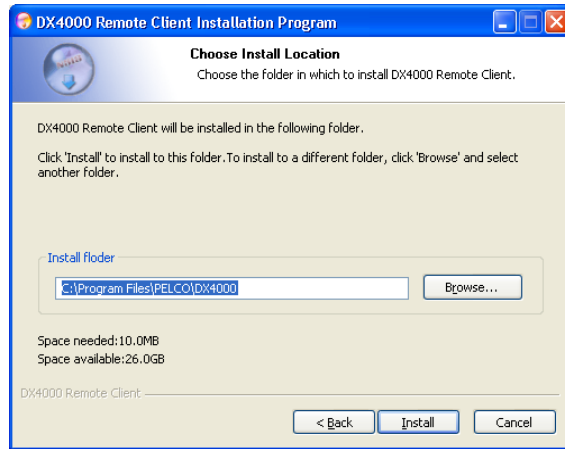 DX4000 Remote Client Installation Program
Choose Install Location
Choose the folder in which to install DX4000 Remote Client.
DX4000 Remote Client will be installed in the following folder.
Click 'Install' to install to this folder.To install to a different folder, click 'Browse' and select
another folder.
Install floder
C:\Program Files\PELCO\DX4000
Browse...
Space needed:10.0MB
Space available:26.0GB
DX4000 Remote Client
< Back
Install
Cancel